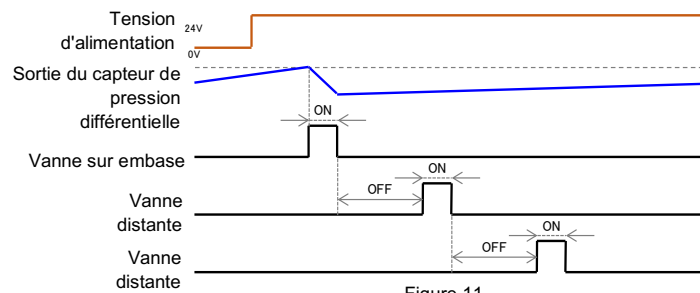 Tension
d'alimentation
24V
0V
Sortie du capteur de
pression
différentielle
ON
Vanne sur embase
ON
OFF
Vanne
distante
ON
OFF
Vanne
distante
Figure 11